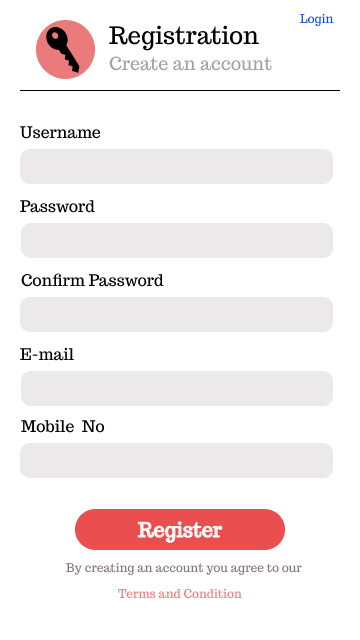 Login
Registration
Create an account
Username
Password
Confirm Password
E-mail
Mobile No
Register
By creating an account you agree to our
Terms and Condition